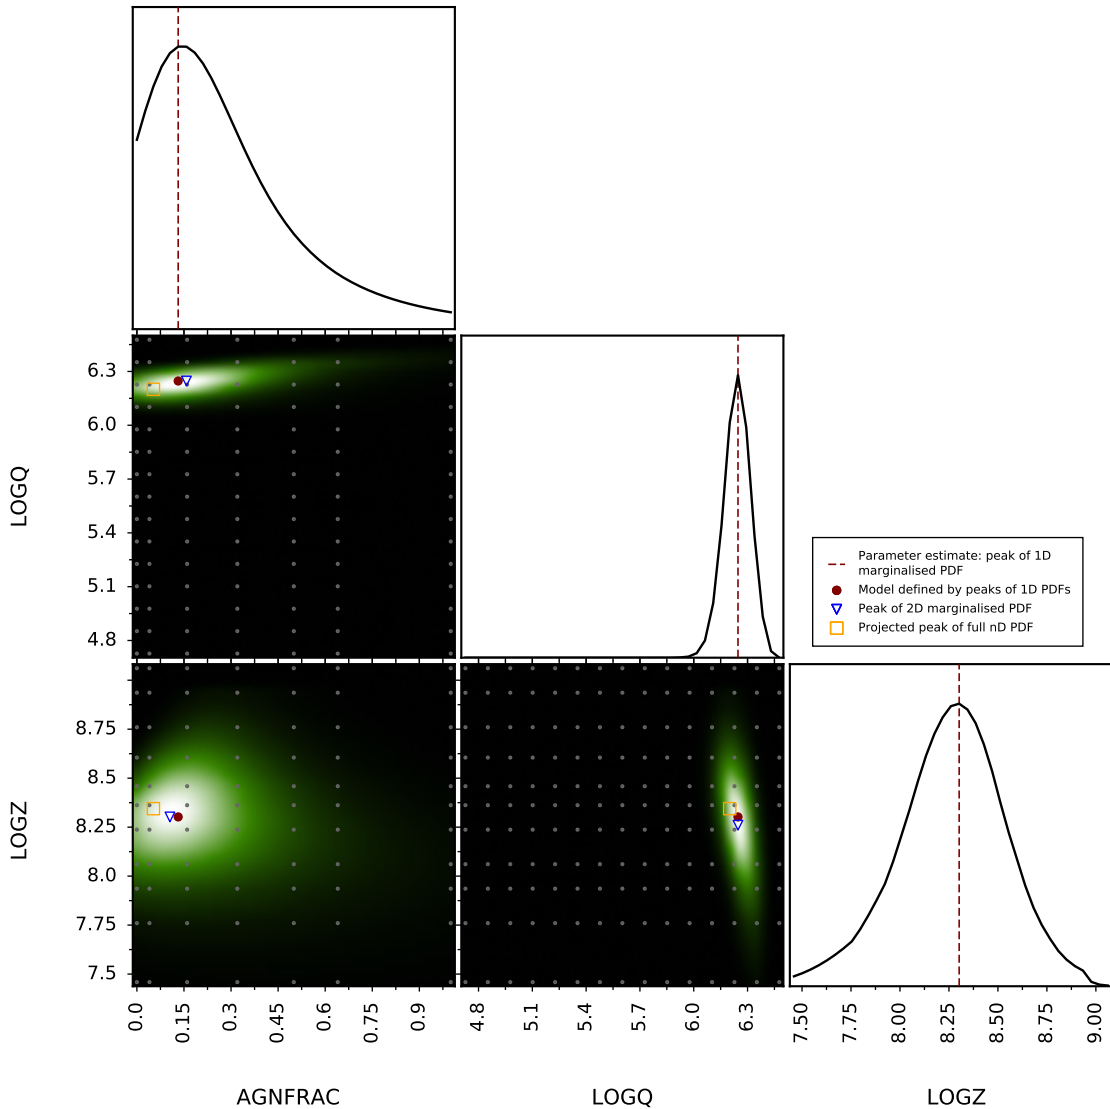 6.3
6.0
5.7
5.4
5.1
4.8
LOGQ
Parameter estimate: peak of 1D
marginalised PDF
Model defined by peaks of 1D PDFs
Peak of 2D marginalised PDF
Projected peak of full nD PDF
8.75
8.5
8.25
8.0
7.75
7.5
LOGZ
0.0 0.15 0.3 0.45 0.6 0.75 0.9
4.8 5.1 5.4 5.7 6.0 6.3
7.50 7.75 8.00 8.25 8.50 8.75 9.00
AGNFRAC LOGQ LOGZ